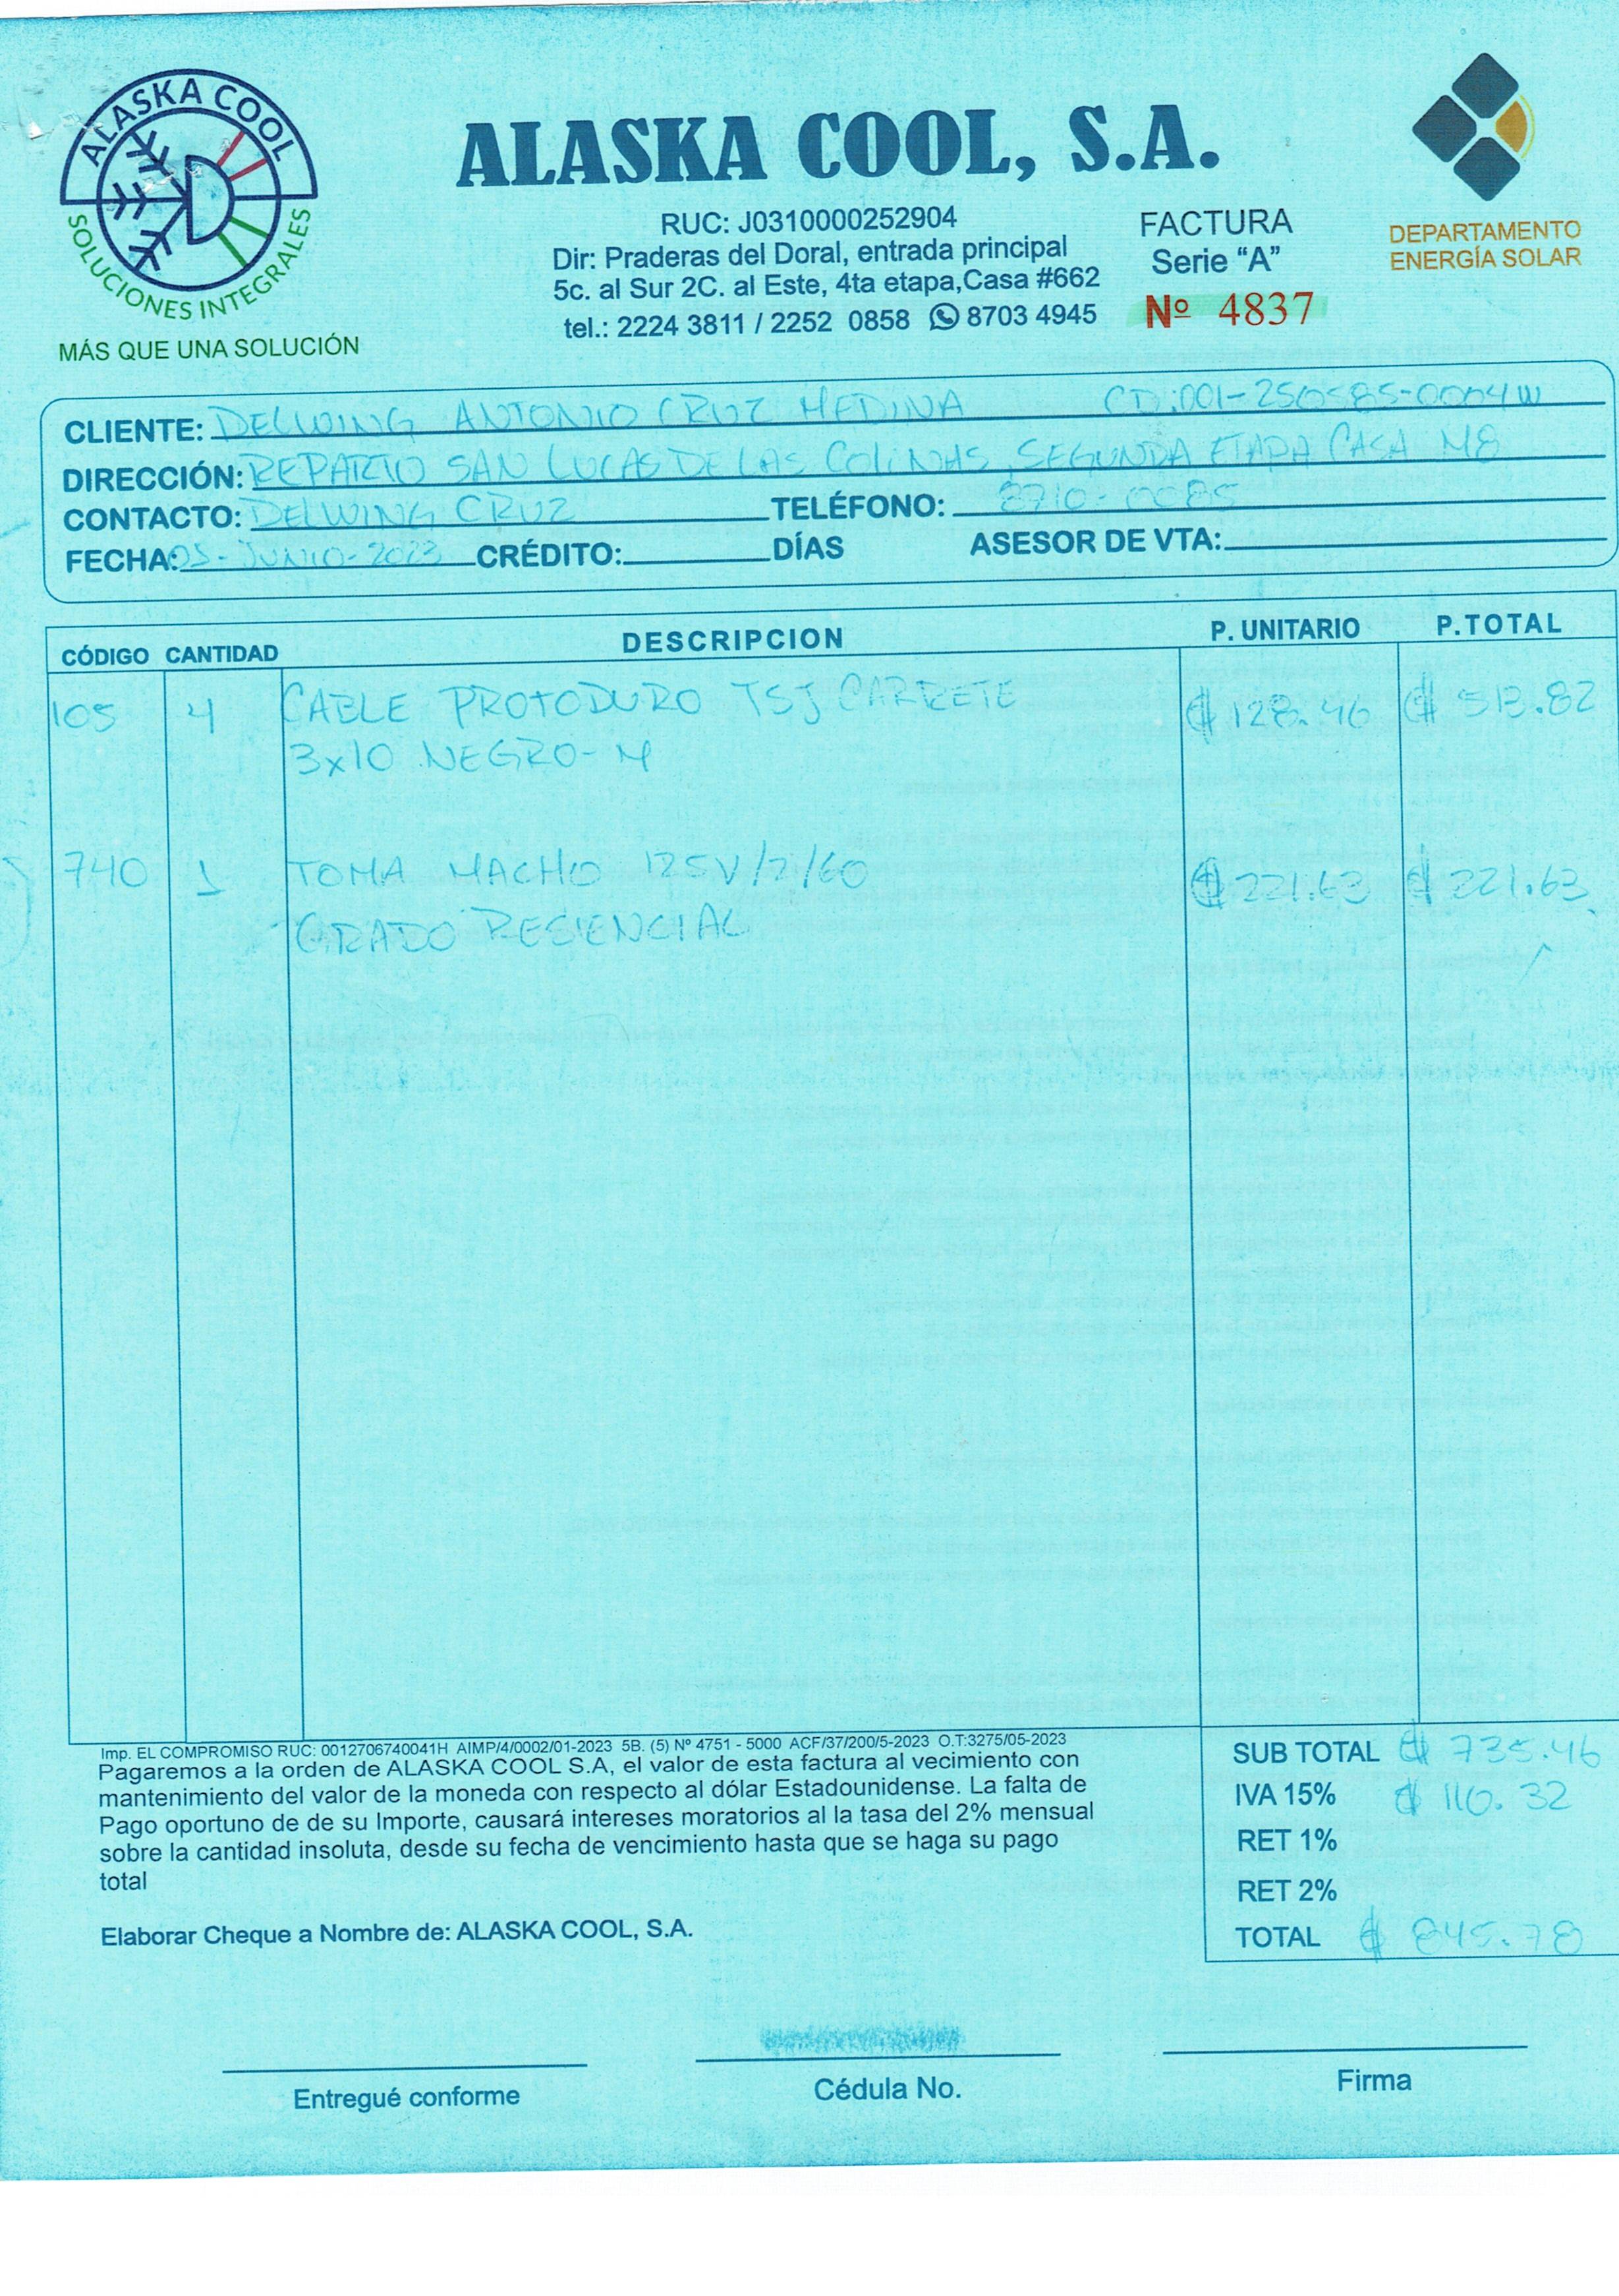 ALASKA COOL
SOLUCIONES INTEGRALES
MÁS QUE UNA SOLUCIÓN
ALASKA COOL, S.A.
RUC: J0310000252904
Dir: Praderas del Doral, entrada principal
5c. al Sur 2C. al Este, 4ta etapa,Casa #662
tel.: 2224 3811 / 2252 0858 8703 4945
FACTURA
Serie "A"
Nº 4837
DEPARTAMENTO
ENERGÍA SOLAR
CLIENTE: DELWING ANTONIO CRUZ MEDINA CD:001-250585-0004W
DIRECCIÓN: REPARTO SAN LUCAS DE LAS COLINAS, SEGUNDA ETAPA CASA M8
CONTACTO: DELWING CRUZ TELÉFONO: 8710-0085
FECHA: 05-JUNIO-2023 CRÉDITO: DÍAS ASESOR DE VTA:
CÓDIGO CANTIDAD DESCRIPCION P. UNITARIO P.TOTAL
105 4 CABLE PROTODURO TSJ CARRETE C$ 128.46 C$ 513.82
3x10 NEGRO-M
740 1 TOMA MACHO 125V/2/60 C$ 221.63 C$ 221.63
GRADO RESIENCIAL
Imp. EL COMPROMISO RUC: 0012706740041H AIMP/4/0002/01-2023 5B. (5) Nº 4751 - 5000 ACF/37/200/5-2023 O.T:3275/05-2023
Pagaremos a la orden de ALASKA COOL S.A, el valor de esta factura al vecimiento con
mantenimiento del valor de la moneda con respecto al dólar Estadounidense. La falta de
Pago oportuno de de su Importe, causará intereses moratorios al la tasa del 2% mensual
sobre la cantidad insoluta, desde su fecha de vencimiento hasta que se haga su pago
total
Elaborar Cheque a Nombre de: ALASKA COOL, S.A.
SUB TOTAL C$ 735.46
IVA 15% C$ 110.32
RET 1%
RET 2%
TOTAL C$ 845.78
Entregué conforme
Cédula No.
Firma